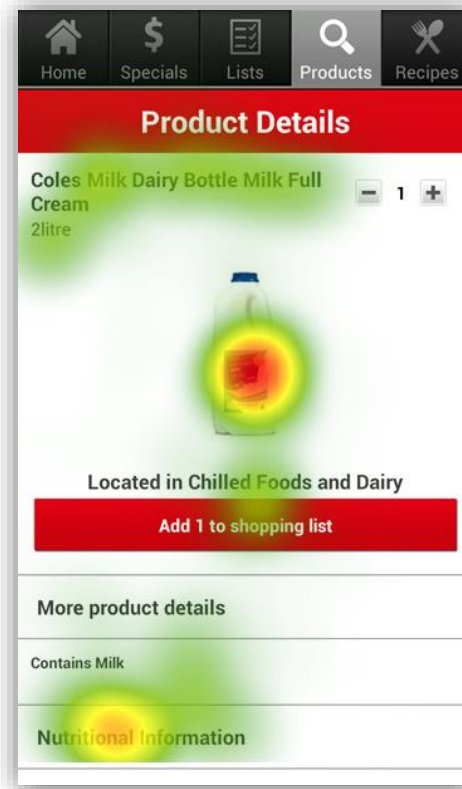 Home Specials Lists Products Recipes
Product Details
Coles Milk Dairy Bottle Milk Full
Cream
2litre
1
Located in Chilled Foods and Dairy
Add 1 to shopping list
More product details
Contains Milk
Nutritional Information